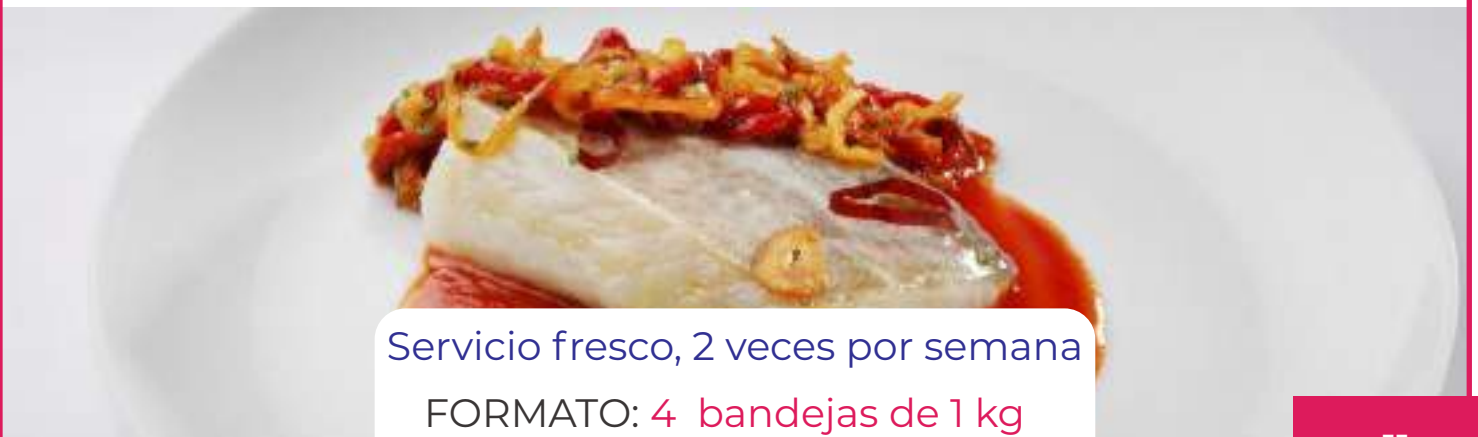 Servicio fresco, 2 veces por semana
FORMATO: 4 bandejas de 1 kg